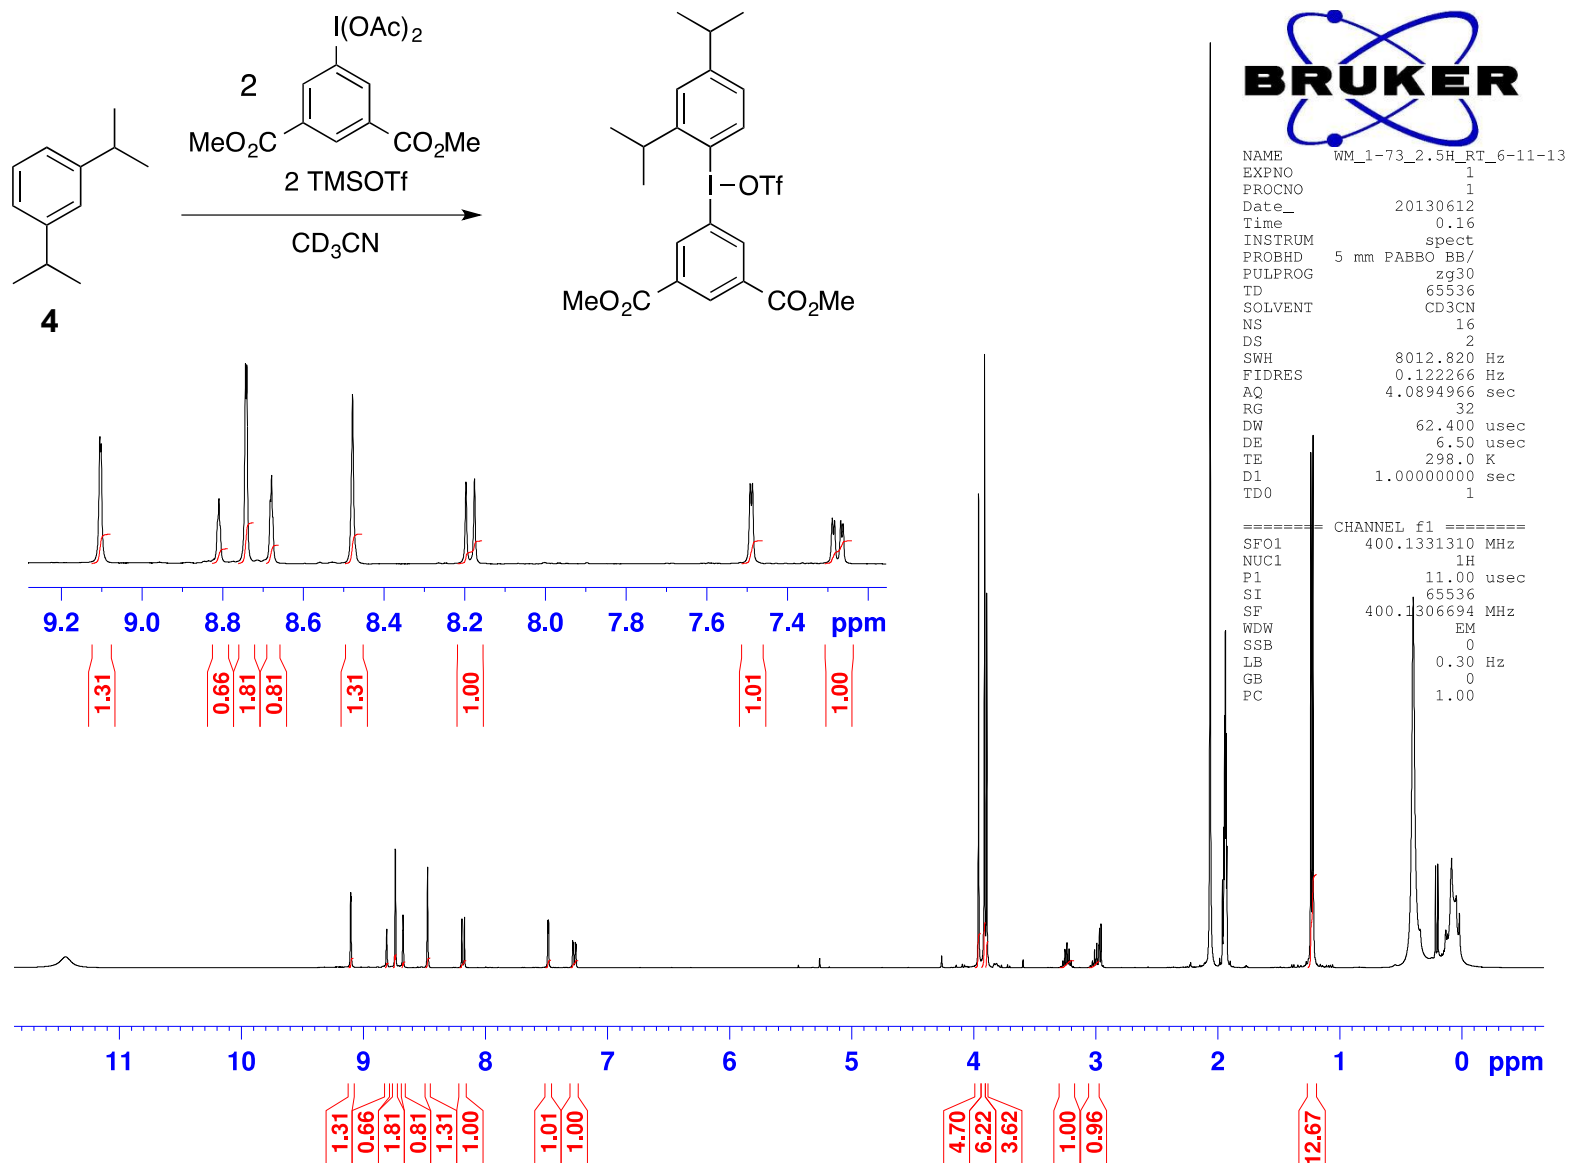 I(OAc)2
2
MeO2C
CO2Me
2 TMSOTf
CD3CN
4
I
OTf
MeO2C
CO2Me
BRUKER
NAME WM_1-73_2.5H_RT_6-11-13
EXPNO 1
PROCNO 1
Date_ 20130612
Time 0.16
INSTRUM spect
PROBHD 5 mm PABBO BB/
PULPROG zg30
TD 65536
SOLVENT CD3CN
NS 16
DS 2
SWH 8012.820 Hz
FIDRES 0.122266 Hz
AQ 4.0894966 sec
RG 32
DW 62.400 usec
DE 6.50 usec
TE 298.0 K
D1 1.00000000 sec
TD0 1
======== CHANNEL f1 ========
SFO1 400.1331310 MHz
NUC1 1H
P1 11.00 usec
SI 65536
SF 400.1306694 MHz
WDW EM
SSB 0
LB 0.30 Hz
GB 0
PC 1.00
9.2 9.0 8.8 8.6 8.4 8.2 8.0 7.8 7.6 7.4 ppm
1.31 0.66 1.81 0.81 1.31 1.00 1.01 1.00
11 10 9 8 7 6 5 4 3 2 1 0 ppm
1.31 0.66 1.81 0.81 1.31 1.00 1.01 1.00 4.70 6.22 3.62 1.00 0.96 12.67